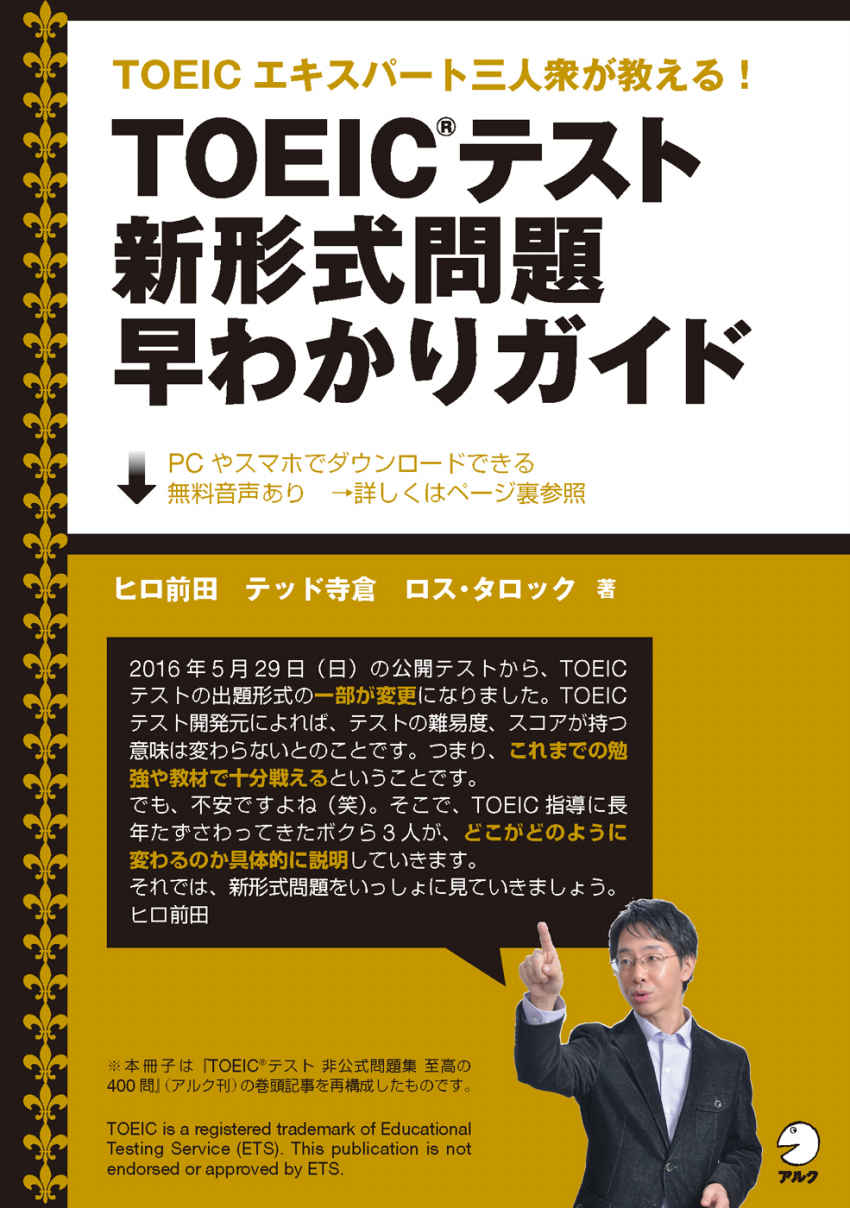 TOEIC エキスパート三人衆が教える！
TOEIC®テスト
新形式問題
早わかりガイド
PC やスマホでダウンロードできる
無料音声あり　→詳しくはページ裏参照
ヒロ前田　テッド寺倉　ロス・タロック　著
2016 年 5 月 29 日（日）の公開テストから、TOEIC
テストの出題形式の一部が変更になりました。TOEIC
テスト開発元によれば、テストの難易度、スコアが持つ
意味は変わらないとのことです。つまり、これまでの勉
強や教材で十分戦えるということです。
でも、不安ですよね（笑）。そこで、TOEIC 指導に長
年たずさわってきたボクら 3 人が、どこがどのように
変わるのか具体的に説明していきます。
それでは、新形式問題をいっしょに見ていきましょう。
ヒロ前田
※本冊子は『TOEIC®テスト 非公式問題集 至高の
400 問』（アルク刊）の巻頭記事を再構成したものです。
TOEIC is a registered trademark of Educational
Testing Service (ETS). This publication is not
endorsed or approved by ETS.
アルク